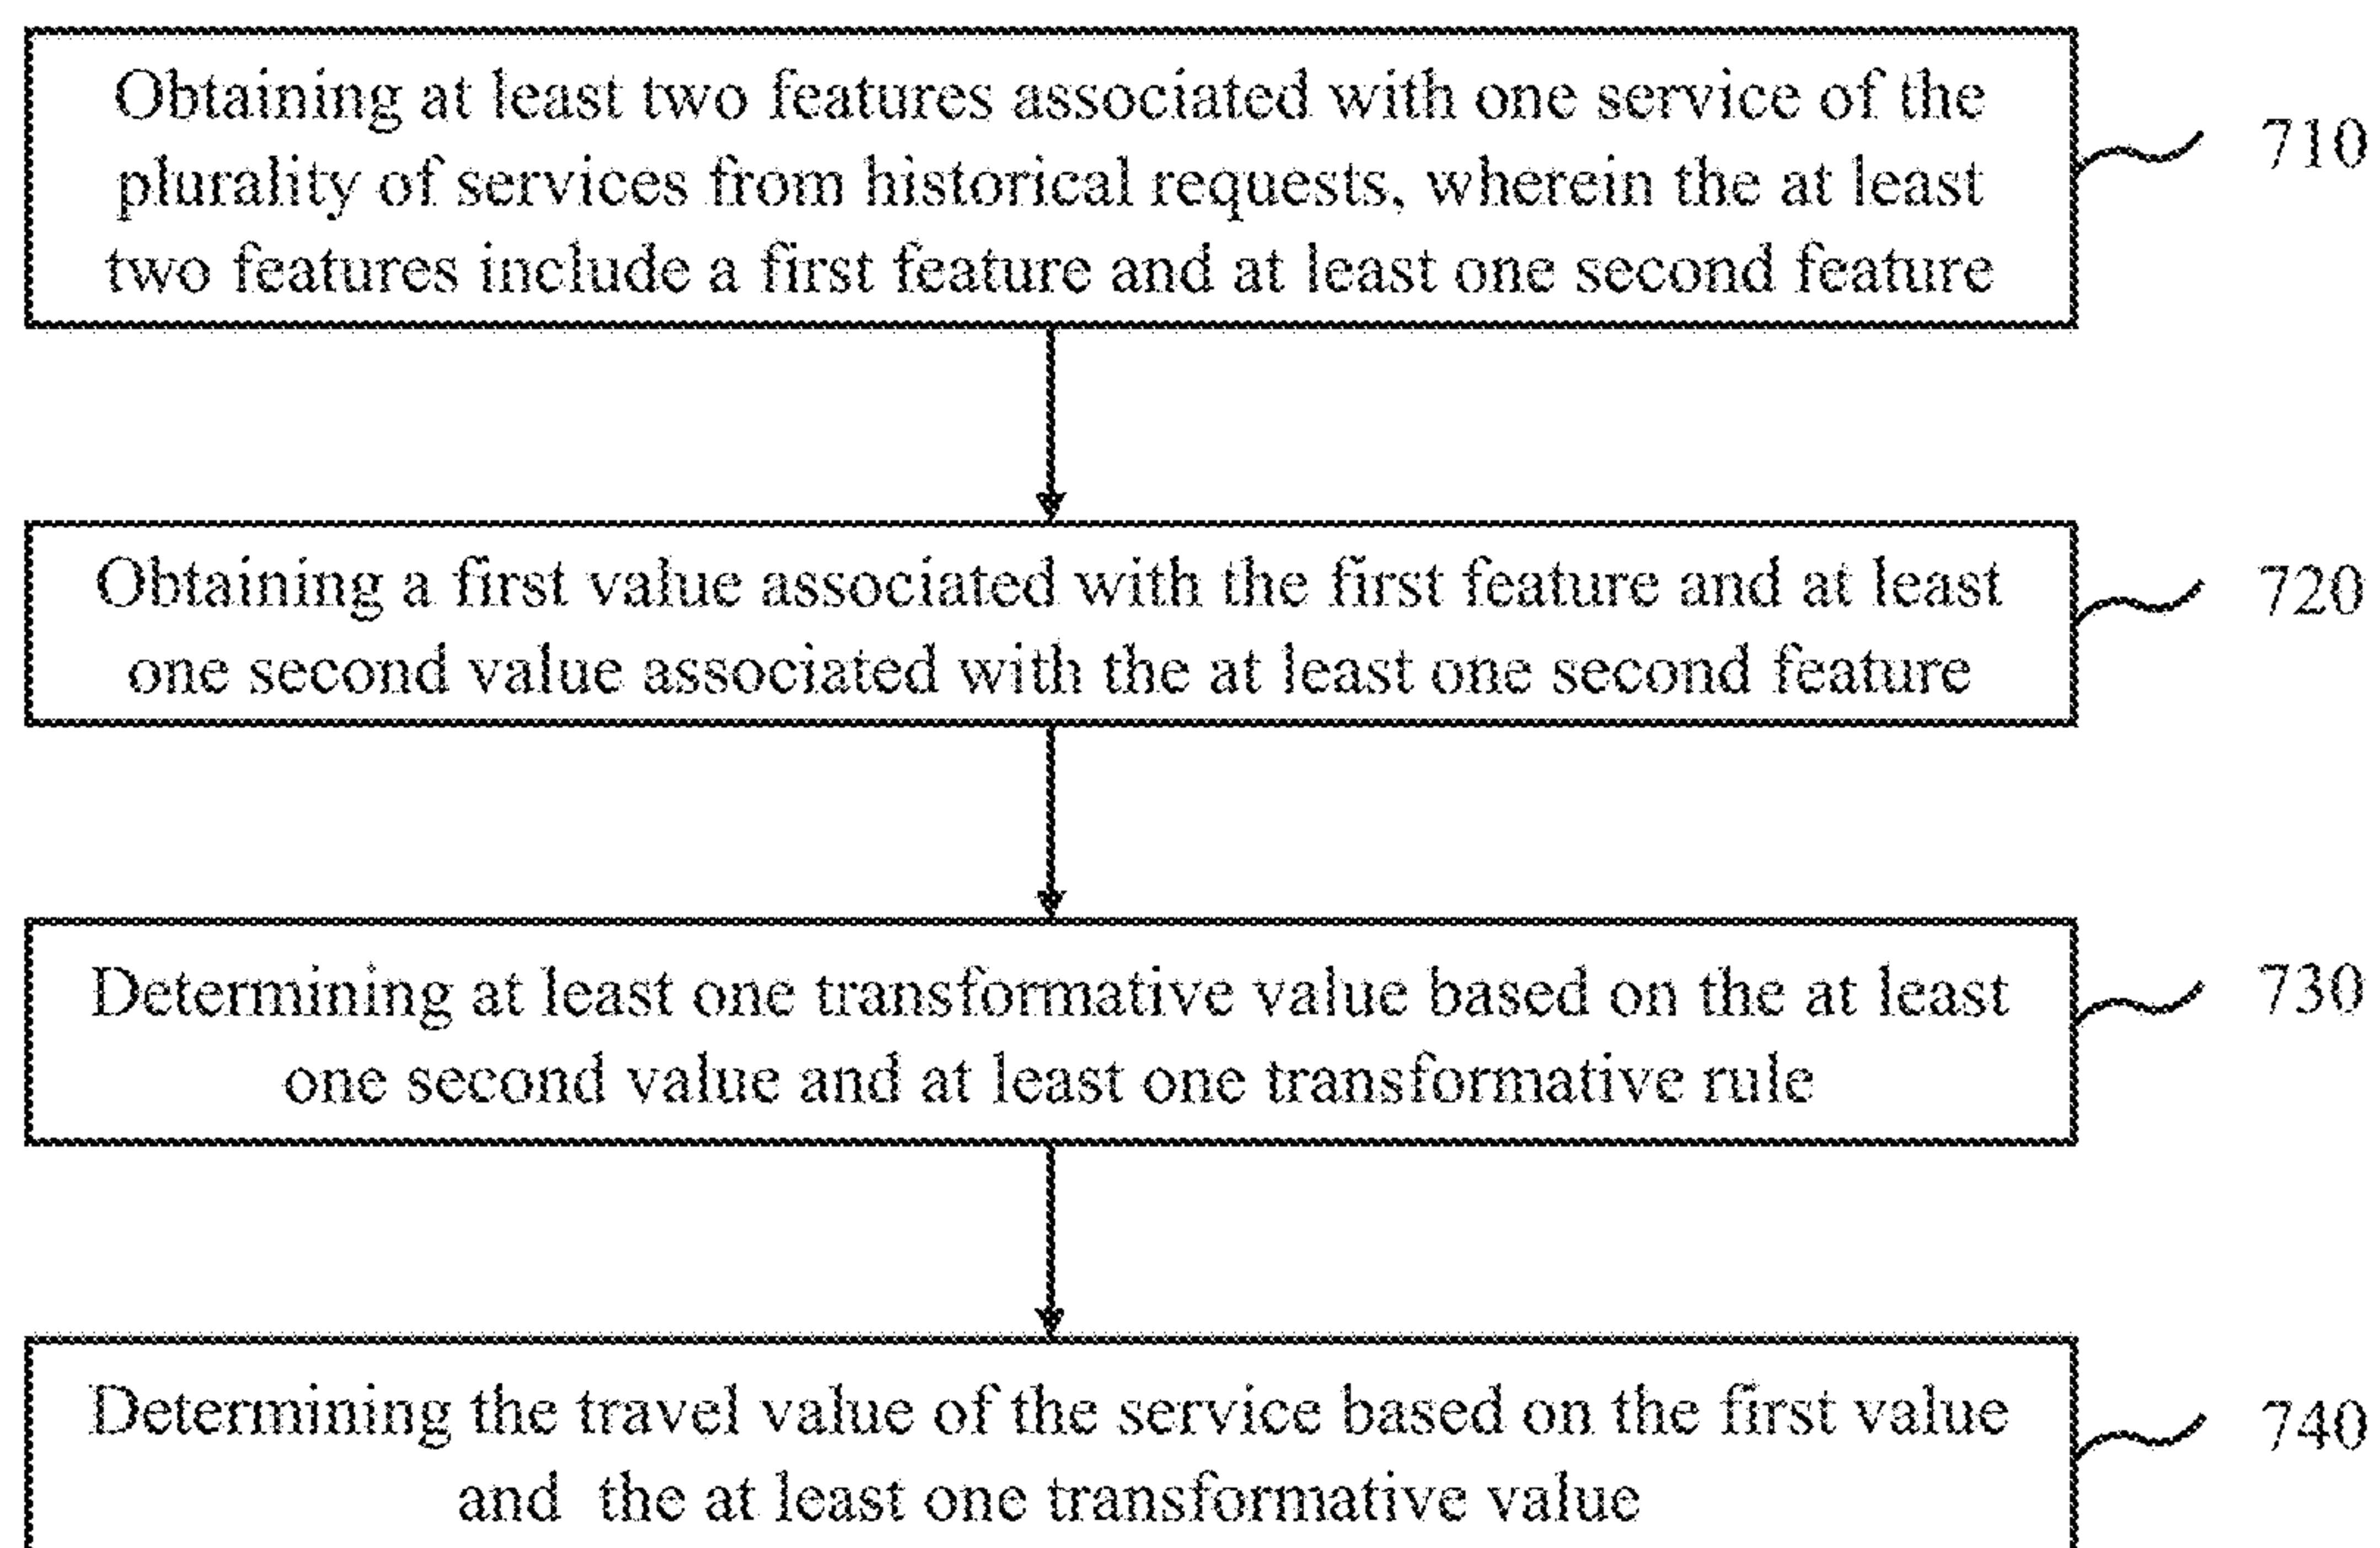 Obtaining at least two features associated with one service of the
plurality of services from historical requests, wherein the at least
two features include a first feature and at least one second feature
710
Obtaining a first value associated with the first feature and at least
one second value associated with the at least one second feature
720
Determining at least one transformative value based on the at least
one second value and at least one transformative rule
730
Determining the travel value of the service based on the first value
and the at least one transformative value
740